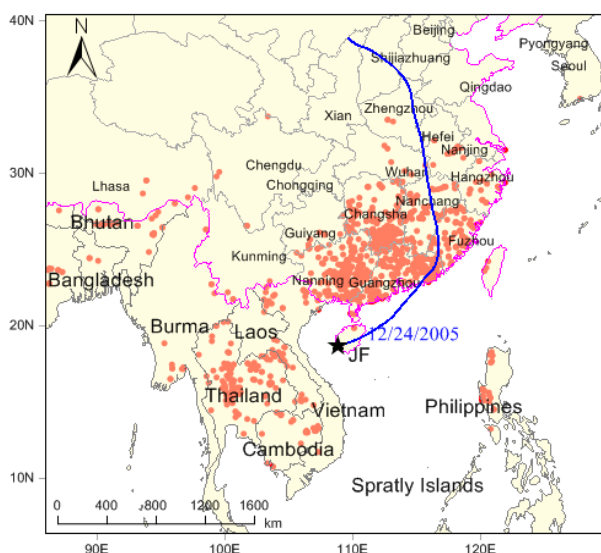 40N
N
Beijing
Shijiazhuang
Pyongyang
Seoul
Qingdao
Zhengzhou
Xian
Hefei
Nanjing
30N
Chengdu
Wuhan
Hangzhou
Lhasa
Chongqing
Nanchang
Changsha
Bhutan
Guiyang
Fuzhou
Kunming
Bangladesh
Nanning
Guangzhou
20N
Burma
Laos
12/24/2005
JF
Thailand
Vietnam
Philippines
Cambodia
10N
Spratly Islands
0 400 800 1200 1600
km
90E 100E 110E 120E